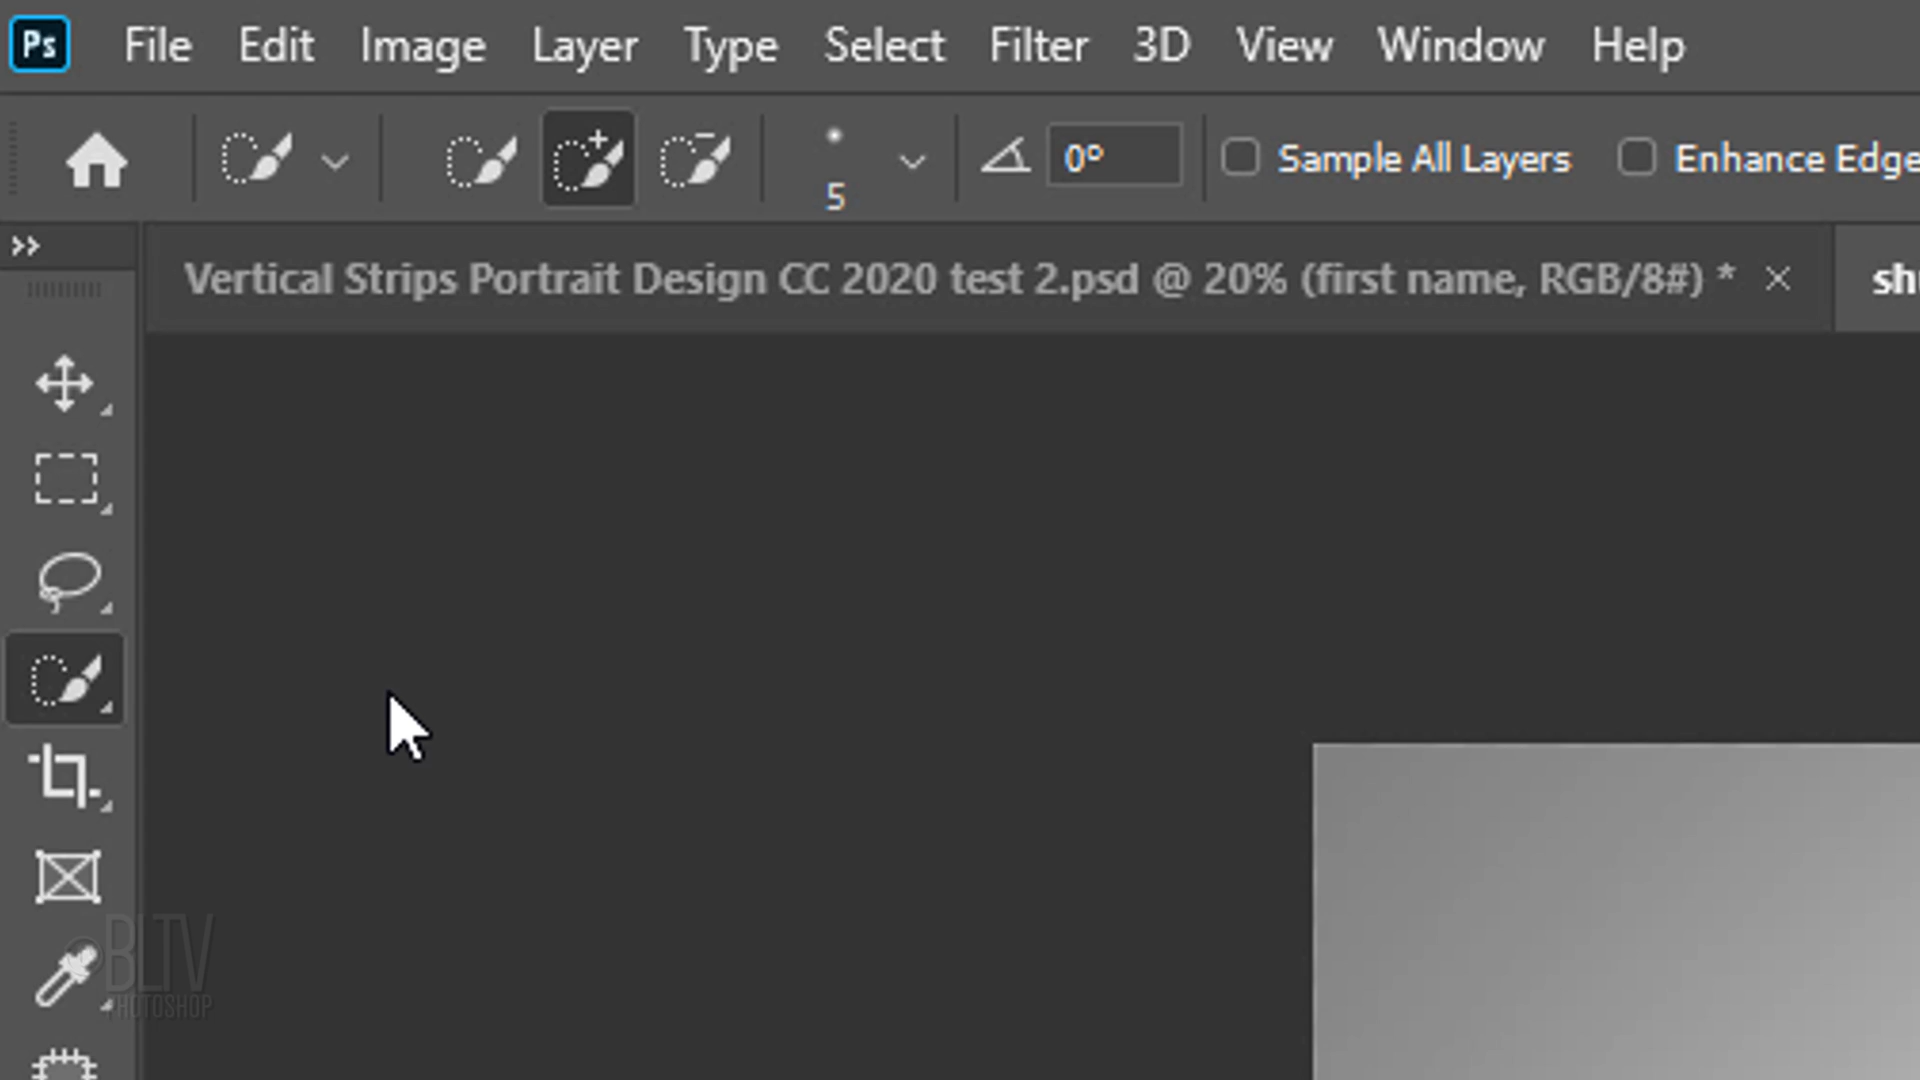 Ps File Edit Image Layer Type Select Filter 3D View Window Help
5 0° Sample All Layers Enhance Edge
Vertical Strips Portrait Design CC 2020 test 2.psd @ 20% (first name, RGB/8#) * × sh
BLTV
PHOTOSHOP